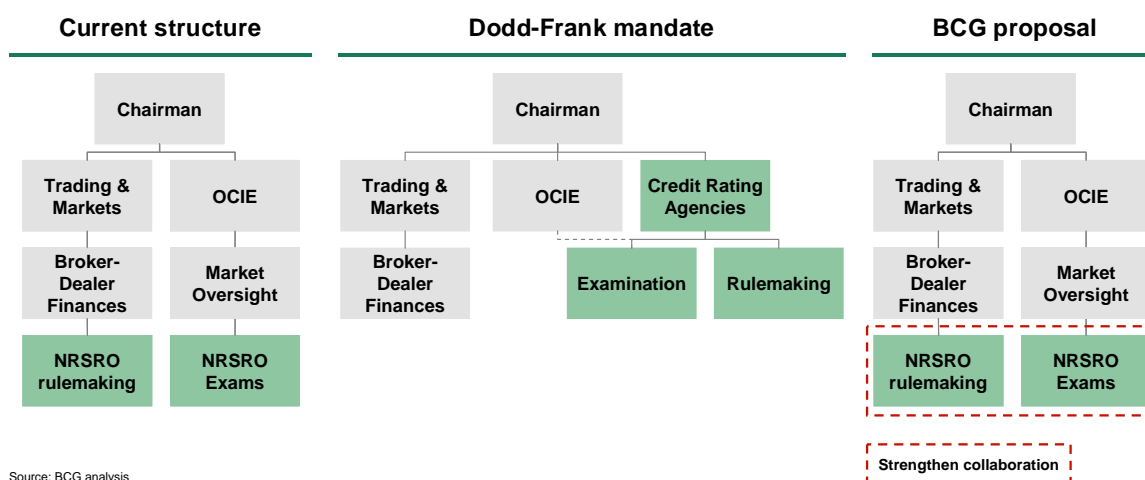 Current structure
Dodd-Frank mandate
BCG proposal
Chairman
Trading &
Markets
OCIE
Broker-
Dealer
Finances
Market
Oversight
NRSRO
rulemaking
NRSRO
Exams
Chairman
Trading &
Markets
OCIE
Credit Rating
Agencies
Broker-
Dealer
Finances
Examination
Rulemaking
Chairman
Trading &
Markets
OCIE
Broker-
Dealer
Finances
Market
Oversight
NRSRO
rulemaking
NRSRO
Exams
Strengthen collaboration
Source: BCG analysis